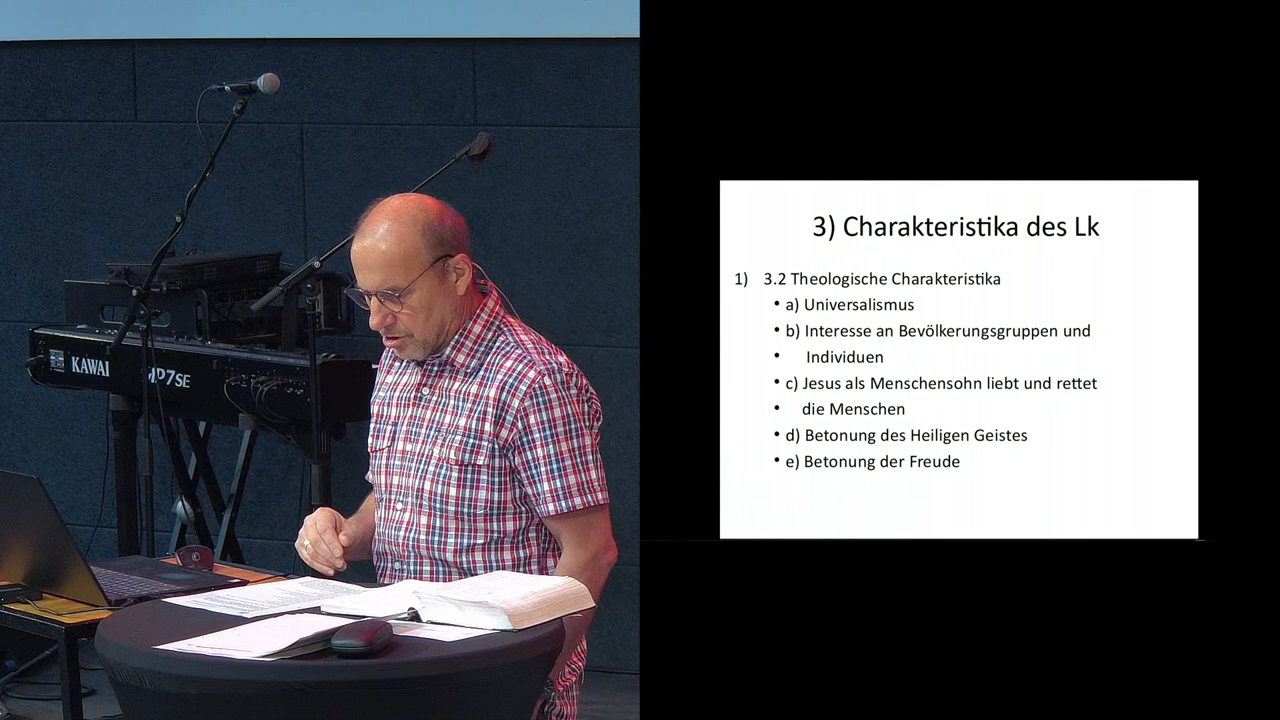 KAWAI MP7SE
3) Charakteristika des Lk
1) 3.2 Theologische Charakteristika
• a) Universalismus
• b) Interesse an Bevölkerungsgruppen und
• Individuen
• c) Jesus als Menschensohn liebt und rettet
• die Menschen
• d) Betonung des Heiligen Geistes
• e) Betonung der Freude